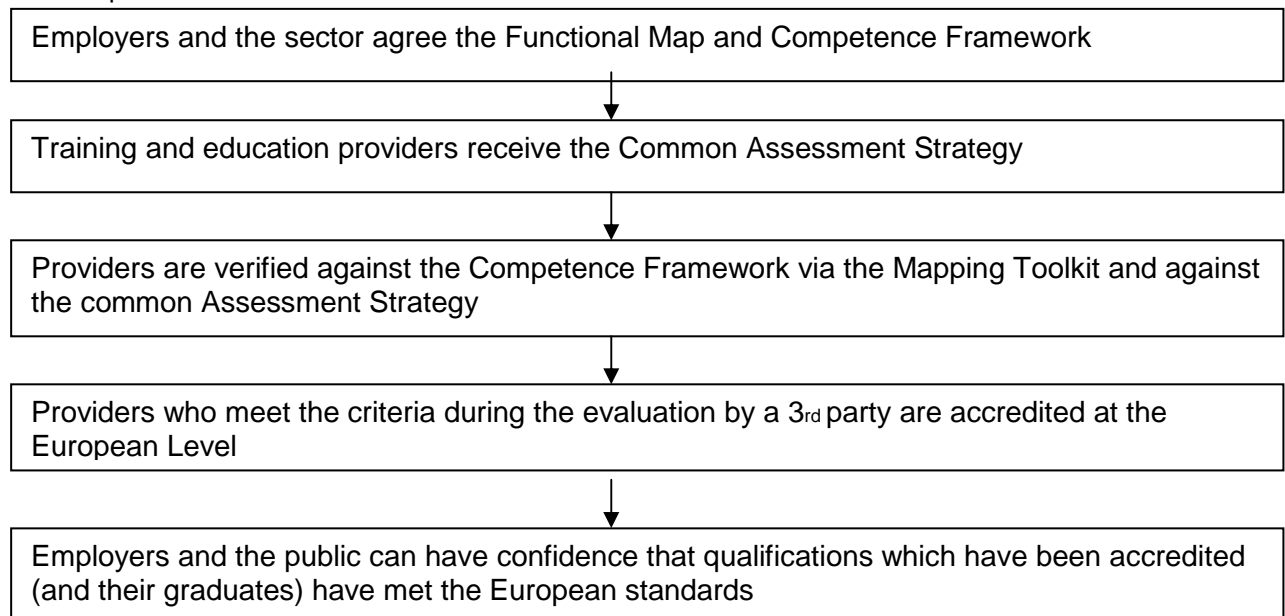 Employers and the sector agree the Functional Map and Competence Framework
Training and education providers receive the Common Assessment Strategy
Providers are verified against the Competence Framework via the Mapping Toolkit and against
the common Assessment Strategy
Providers who meet the criteria during the evaluation by a 3rd party are accredited at the
European Level
Employers and the public can have confidence that qualifications which have been accredited
(and their graduates) have met the European standards